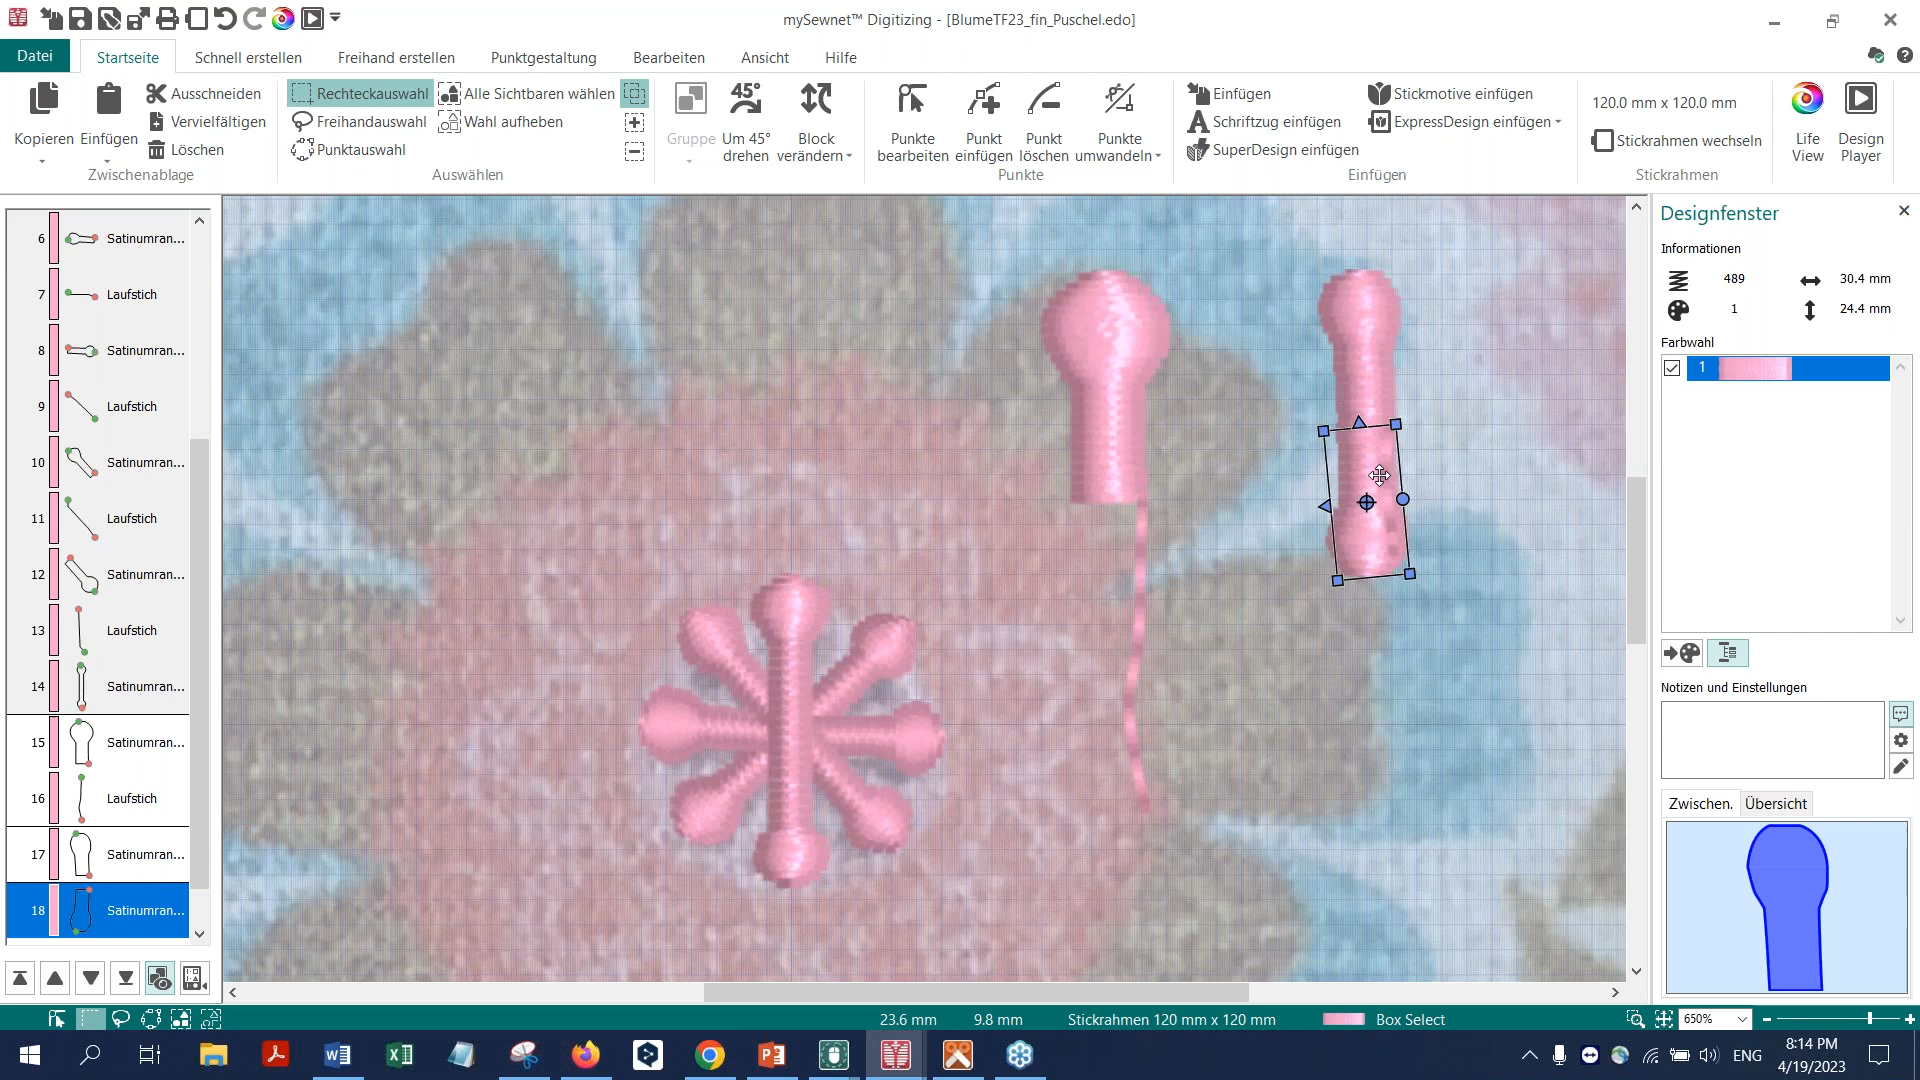 mySewnet™ Digitizing - [BlumeTF23_fin_Puschel.edo]
Datei
Startseite
Schnell erstellen
Freihand erstellen
Punktgestaltung
Bearbeiten
Ansicht
Hilfe
Kopieren
Einfügen
Ausschneiden
Vervielfältigen
Löschen
Zwischenablage
Rechteckauswahl
Freihandauswahl
Punktauswahl
Alle Sichtbaren wählen
Wahl aufheben
Auswählen
Gruppe
45°
Um 45°
drehen
Block
verändern
Punkte
bearbeiten
Punkt
einfügen
Punkt
löschen
Punkte
umwandeln
Punkte
Einfügen
Schriftzug einfügen
SuperDesign einfügen
Stickmotive einfügen
ExpressDesign einfügen
Einfügen
120.0 mm x 120.0 mm
Stickrahmen wechseln
Stickrahmen
Life
View
Design
Player
6 Satinumran...
7 Laufstich
8 Satinumran...
9 Laufstich
10 Satinumran...
11 Laufstich
12 Satinumran...
13 Laufstich
14 Satinumran...
15 Satinumran...
16 Laufstich
17 Satinumran...
18 Satinumran...
Designfenster
Informationen
489 30.4 mm
1 24.4 mm
Farbwahl
1
Notizen und Einstellungen
Zwischen. Übersicht
23.6 mm 9.8 mm Stickrahmen 120 mm x 120 mm Box Select
650%
ENG
8:14 PM
4/19/2023